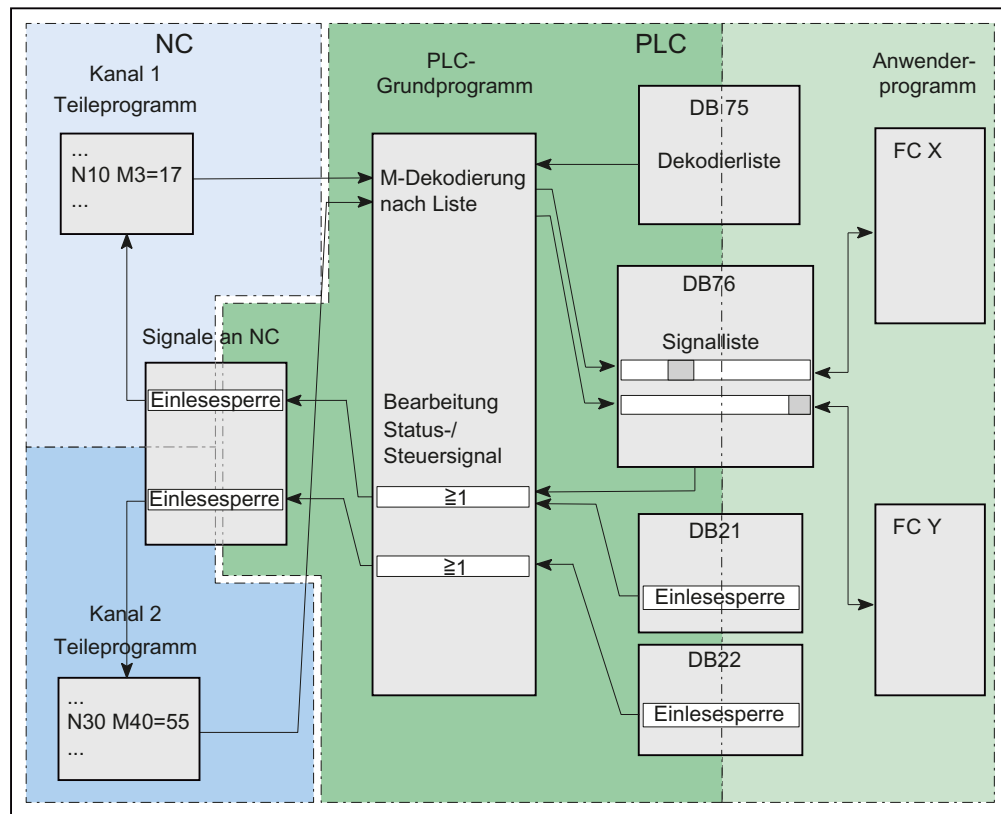 NC
Kanal 1
Teileprogramm
...
N10 M3=17
...
Signale an NC
Einlesesperre
Einlesesperre
Kanal 2
Teileprogramm
...
N30 M40=55
...
PLC
PLC-
Grundprogramm
M-Dekodierung
nach Liste
Bearbeitung
Status-/
Steuersignal
≧1
≧1
DB 75
Dekodierliste
DB76
Signalliste
DB21
Einlesesperre
DB22
Einlesesperre
Anwender-
programm
FC X
FC Y